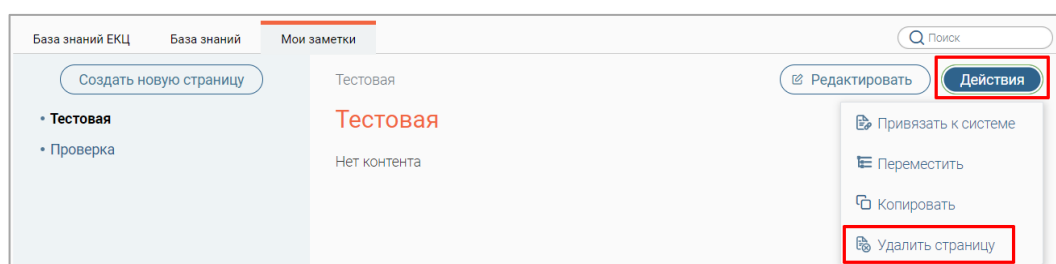 База знаний ЕКЦ База знаний Мои заметки Поиск
Создать новую страницу Тестовая Редактировать Действия
• Тестовая Тестовая Привязать к системе
• Проверка Нет контента Переместить
Копировать
Удалить страницу